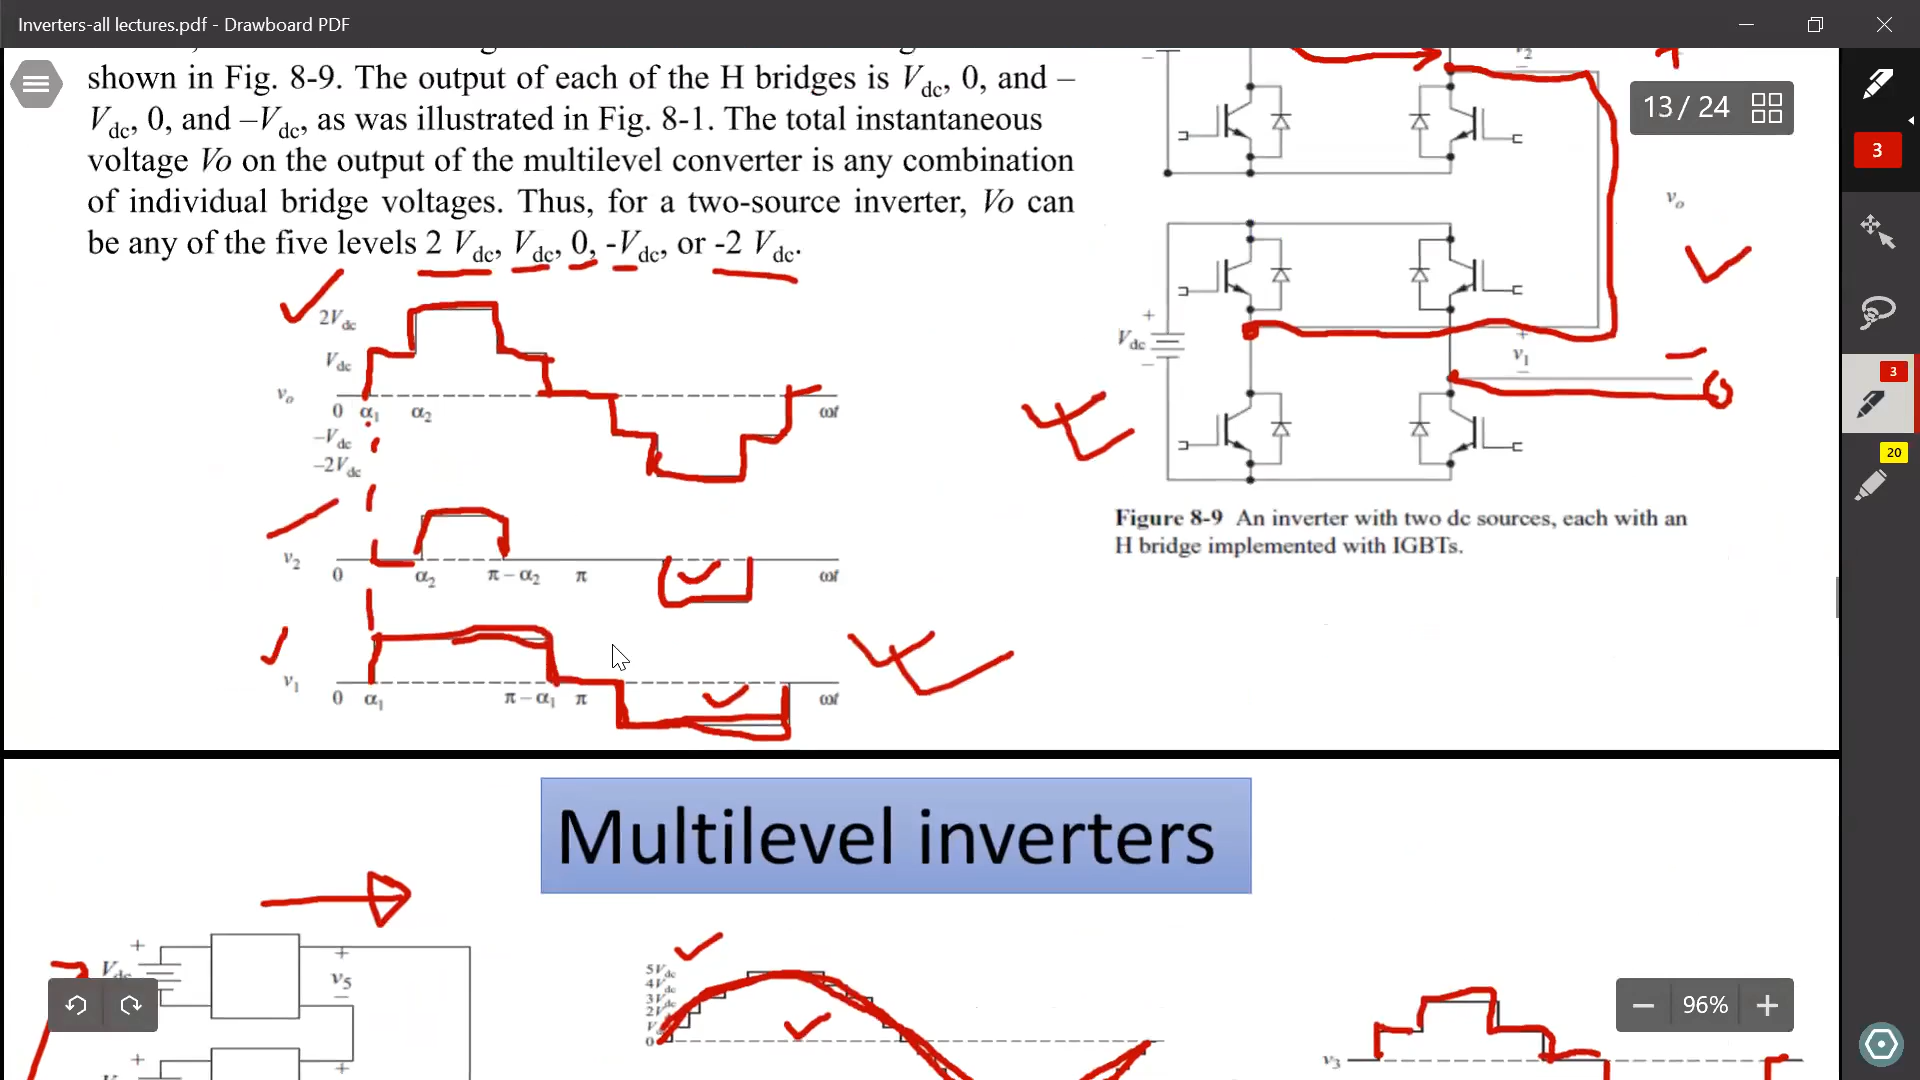 Inverters-all lectures.pdf - Drawboard PDF
shown in Fig. 8-9. The output of each of the H bridges is Vdc, 0, and –
Vdc, 0, and –Vdc, as was illustrated in Fig. 8-1. The total instantaneous
voltage Vo on the output of the multilevel converter is any combination
of individual bridge voltages. Thus, for a two-source inverter, Vo can
be any of the five levels 2 Vdc, Vdc, 0, -Vdc, or -2 Vdc.
2Vdc
Vdc
vo
0 α1 α2 ωt
–Vdc
–2Vdc
v2
0 α2 π – α2 π ωt
v1
0 α1 π – α1 π ωt
13 / 24
v2
–
vo
+
Vdc
–
+
v1
–
Figure 8-9 An inverter with two dc sources, each with an
H bridge implemented with IGBTs.
3
3
20
Multilevel inverters
+
Vdc
+
v5
–
+
+
5Vdc
4Vdc
3Vdc
2Vdc
0
v3
96%